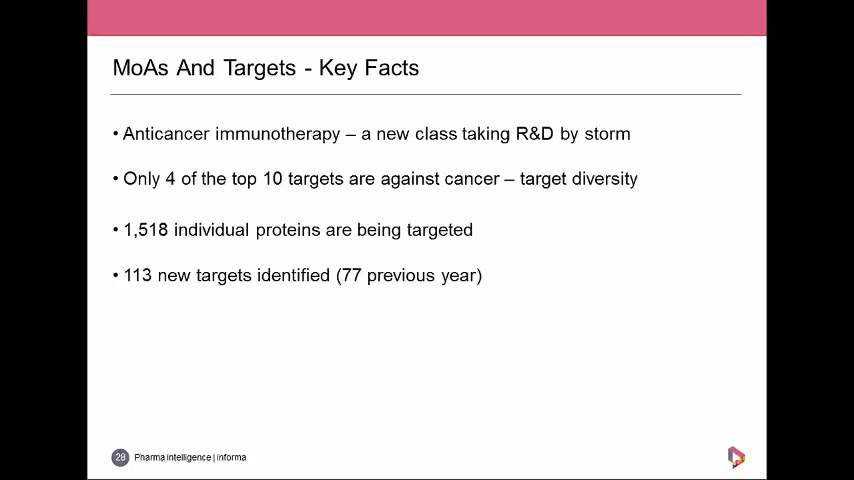 MoAs And Targets - Key Facts
• Anticancer immunotherapy – a new class taking R&D by storm
• Only 4 of the top 10 targets are against cancer – target diversity
• 1,518 individual proteins are being targeted
• 113 new targets identified (77 previous year)
28 Pharma intelligence | informa